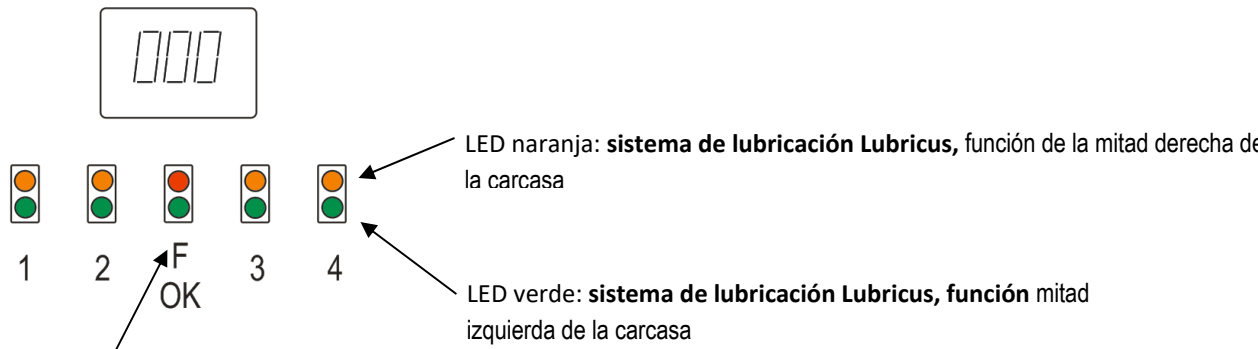 000
LED naranja: sistema de lubricación Lubricus, función de la mitad derecha de
la carcasa
1 2 F 3 4
OK
LED verde: sistema de lubricación Lubricus, función mitad
izquierda de la carcasa